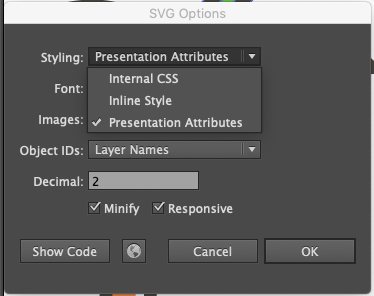 SVG Options
Styling: Presentation Attributes
Internal CSS
Font:
Inline Style
Images: Presentation Attributes
Object IDs: Layer Names
Decimal: 2
Minify Responsive
Show Code Cancel OK